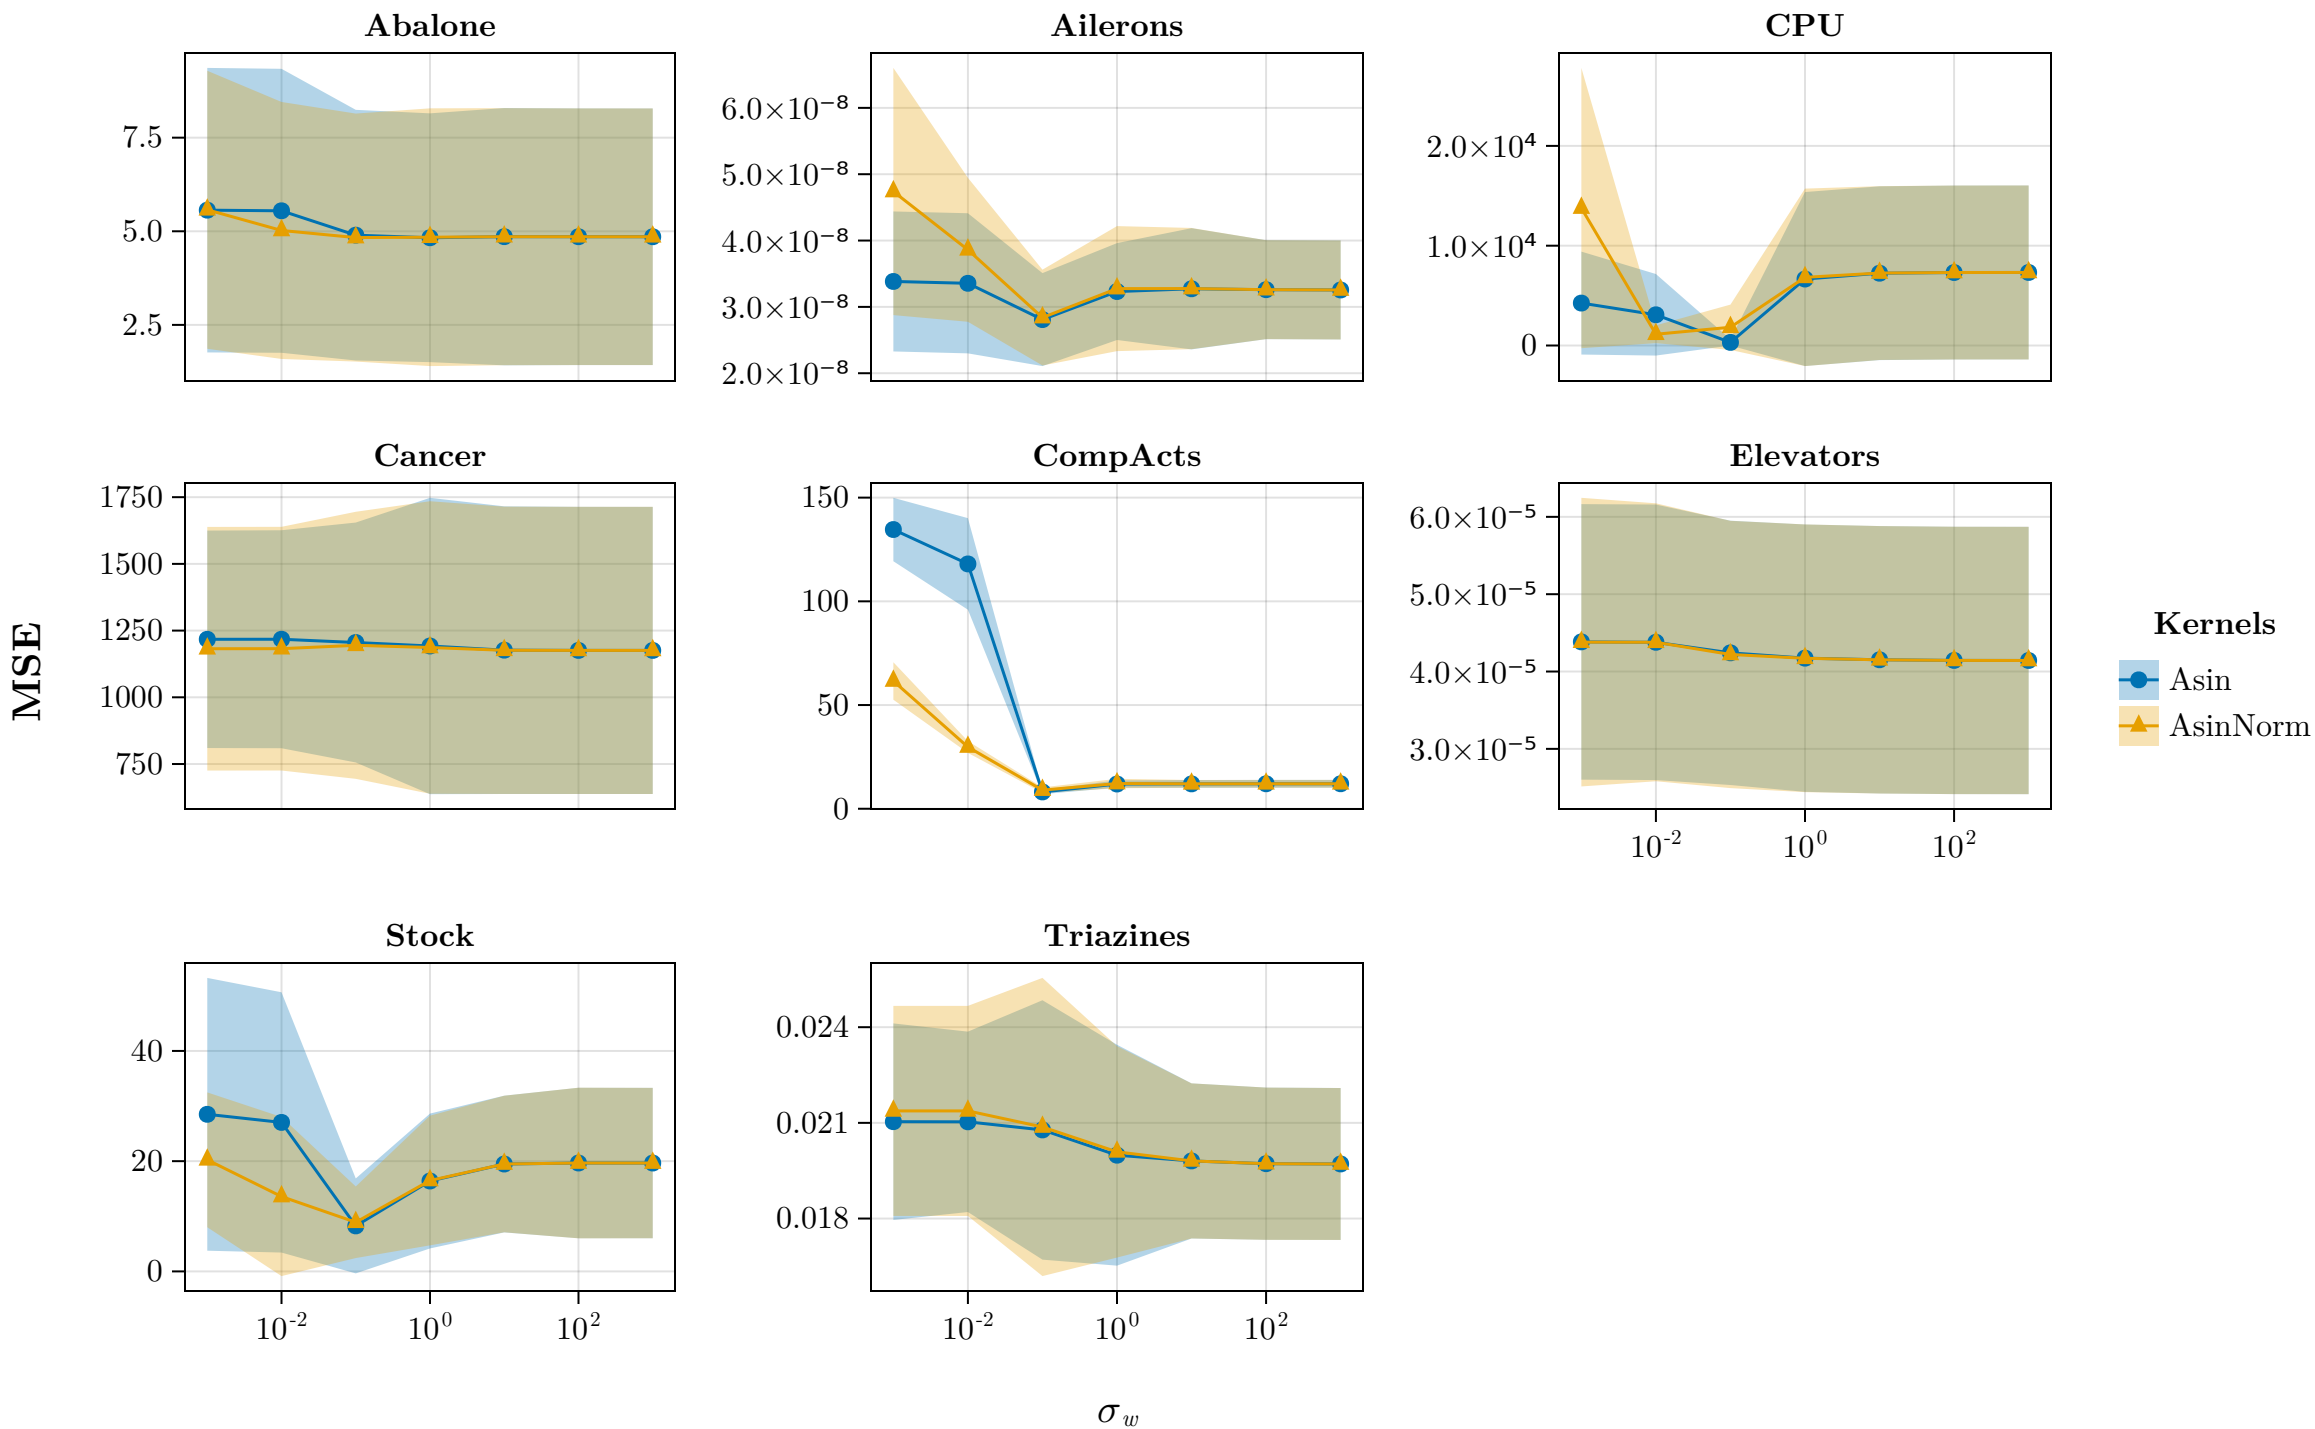 Abalone
7.5
5.0
2.5
Ailerons
6.0×10⁻⁸
5.0×10⁻⁸
4.0×10⁻⁸
3.0×10⁻⁸
2.0×10⁻⁸
CPU
2.0×10⁴
1.0×10⁴
0
MSE
Cancer
1750
1500
1250
1000
750
CompActs
150
100
50
0
Elevators
6.0×10⁻⁵
5.0×10⁻⁵
4.0×10⁻⁵
3.0×10⁻⁵
10⁻² 10⁰ 10²
Kernels
Asin
AsinNorm
Stock
40
20
0
10⁻² 10⁰ 10²
Triazines
0.024
0.021
0.018
10⁻² 10⁰ 10²
σ_w